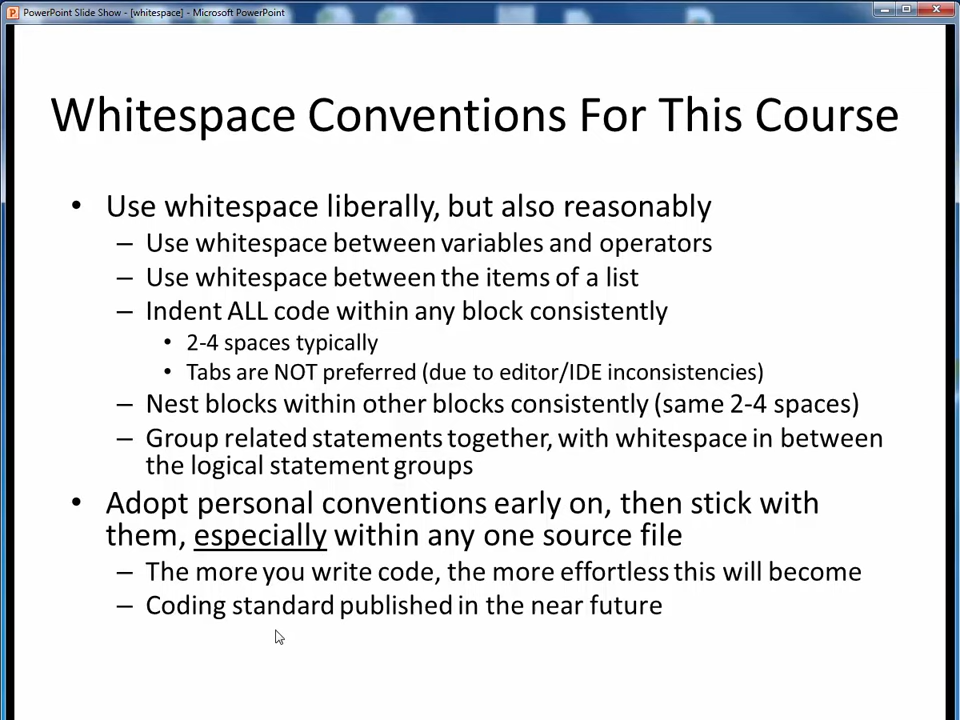 PowerPoint Slide Show - [whitespace] - Microsoft PowerPoint
Whitespace Conventions For This Course
• Use whitespace liberally, but also reasonably
– Use whitespace between variables and operators
– Use whitespace between the items of a list
– Indent ALL code within any block consistently
• 2-4 spaces typically
• Tabs are NOT preferred (due to editor/IDE inconsistencies)
– Nest blocks within other blocks consistently (same 2-4 spaces)
– Group related statements together, with whitespace in between
the logical statement groups
• Adopt personal conventions early on, then stick with
them, especially within any one source file
– The more you write code, the more effortless this will become
– Coding standard published in the near future